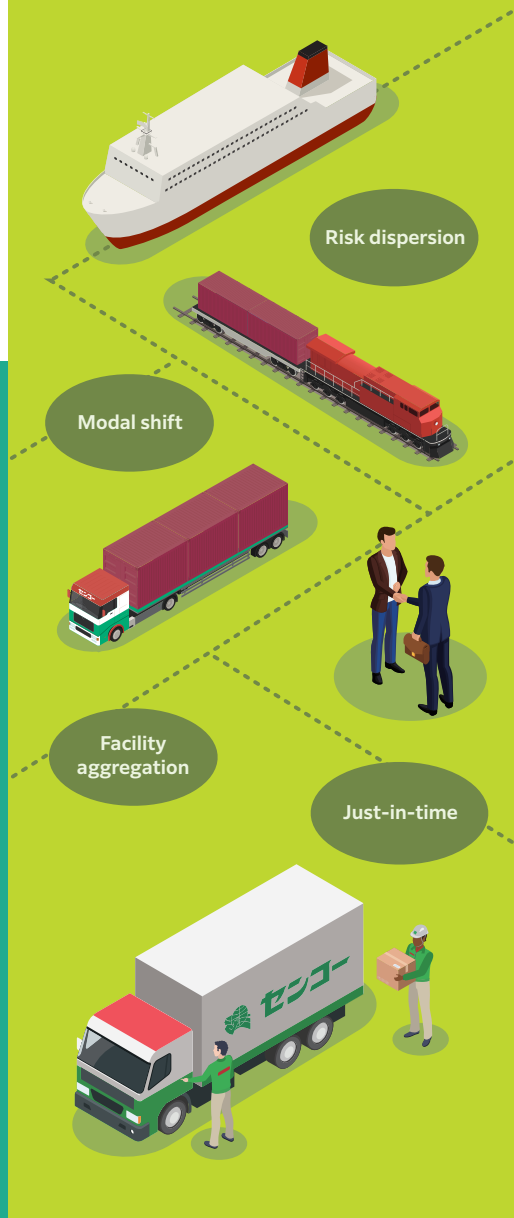 Risk dispersion
Modal shift
センコー
Facility
aggregation
Just-in-time
センコー